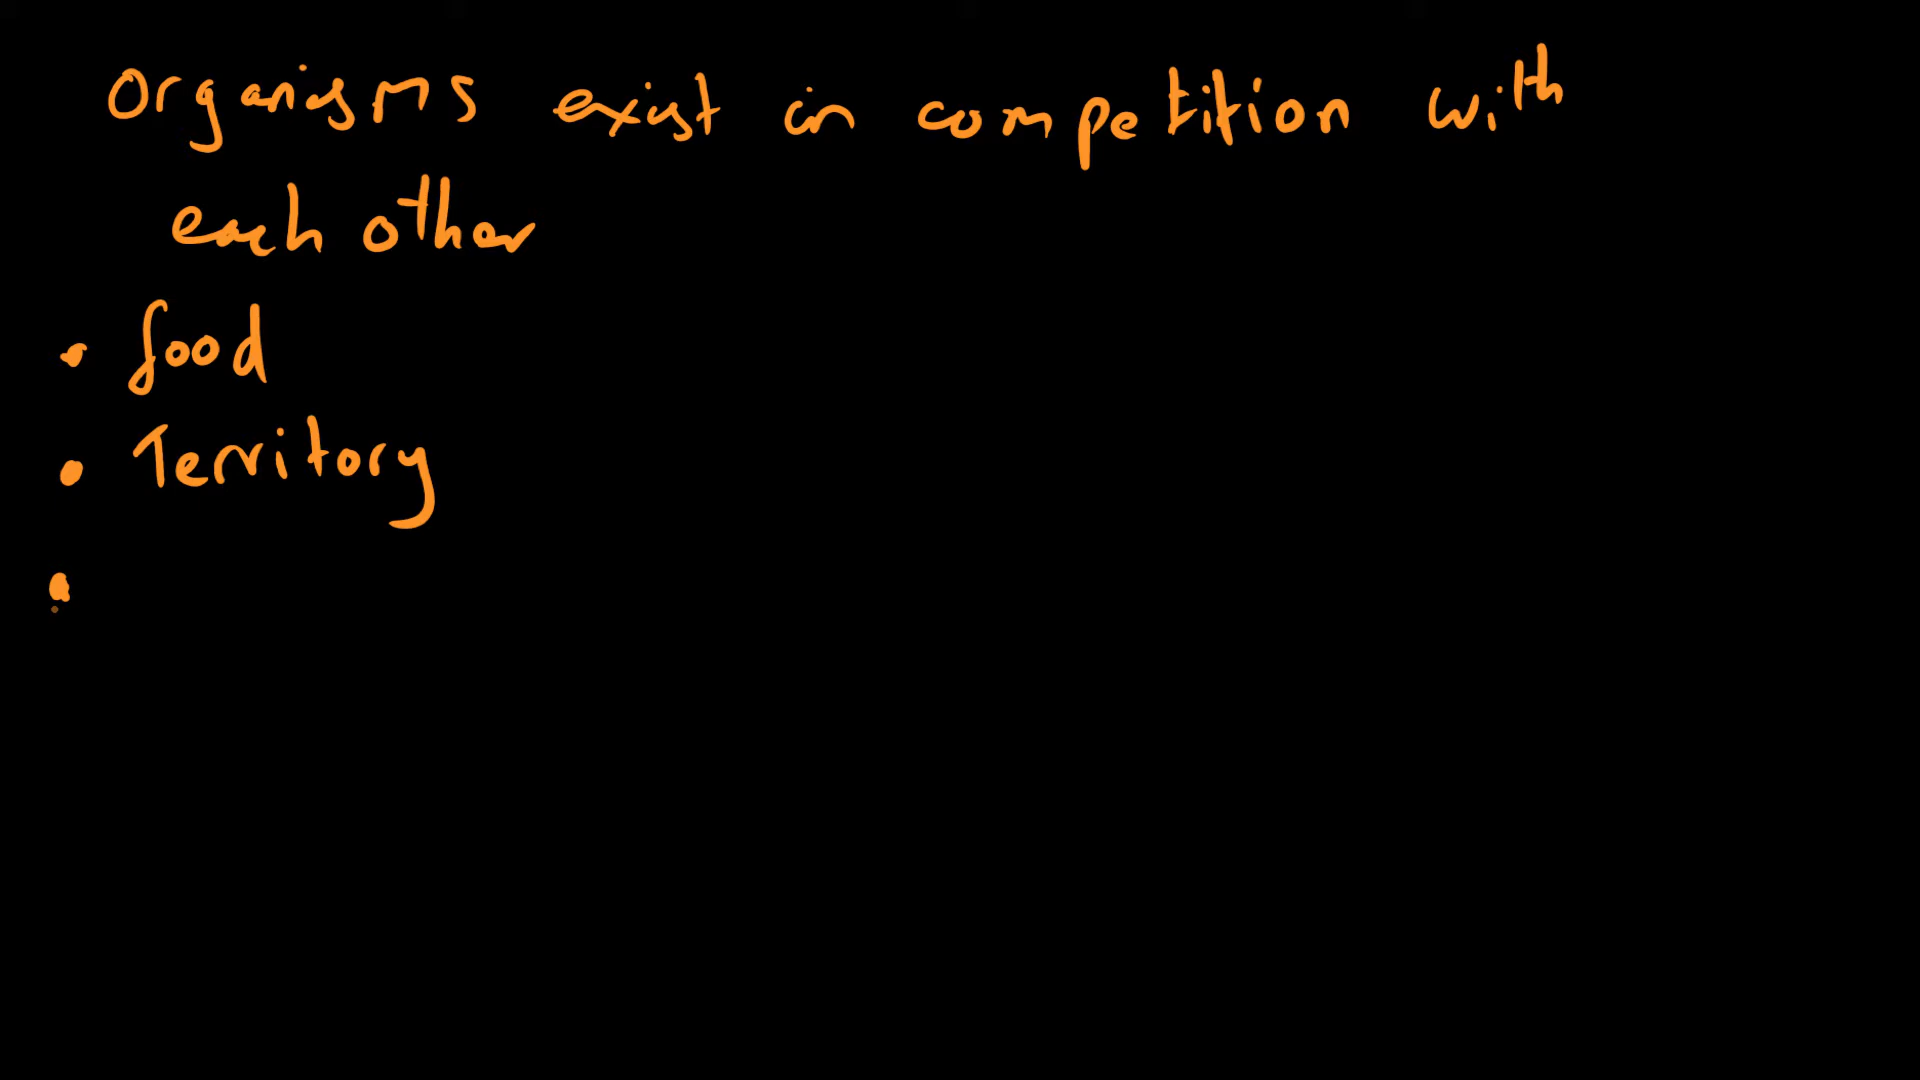 Organisms exist in competition with
each other
• food
• Territory
•